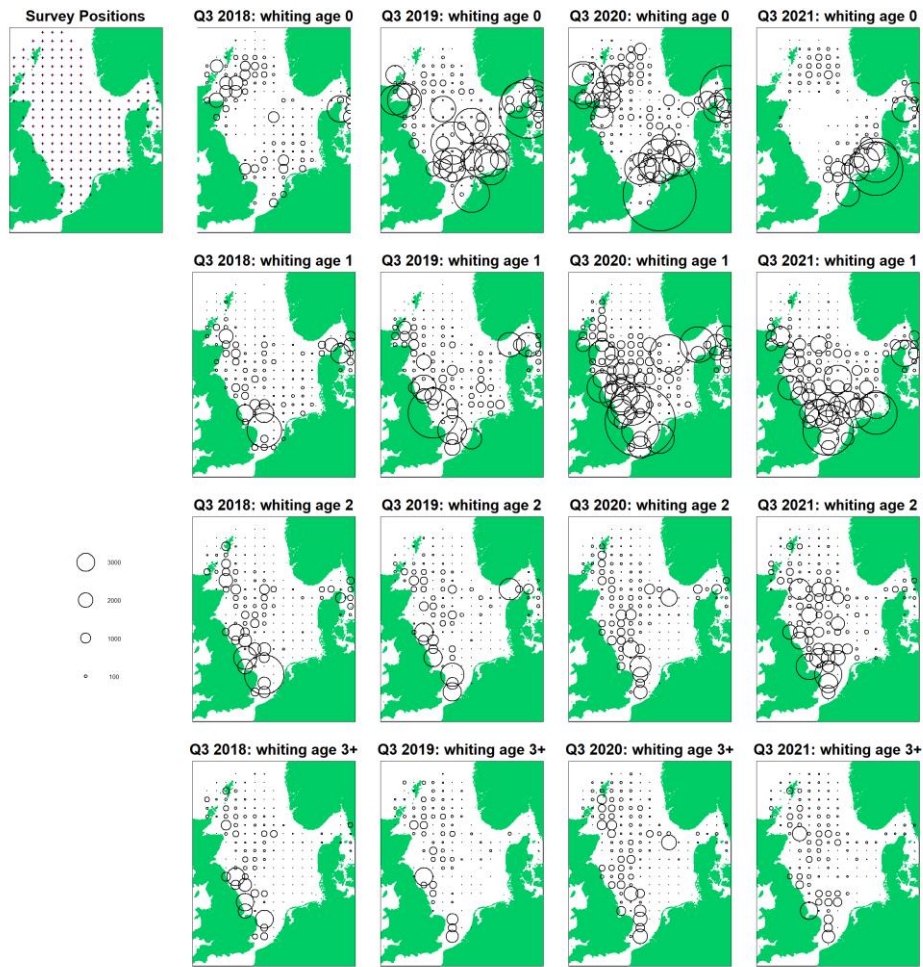 Survey Positions
Q3 2018: whiting age 0
Q3 2019: whiting age 0
Q3 2020: whiting age 0
Q3 2021: whiting age 0
Q3 2018: whiting age 1
Q3 2019: whiting age 1
Q3 2020: whiting age 1
Q3 2021: whiting age 1
Q3 2018: whiting age 2
Q3 2019: whiting age 2
Q3 2020: whiting age 2
Q3 2021: whiting age 2
3000
2000
1000
100
Q3 2018: whiting age 3+
Q3 2019: whiting age 3+
Q3 2020: whiting age 3+
Q3 2021: whiting age 3+